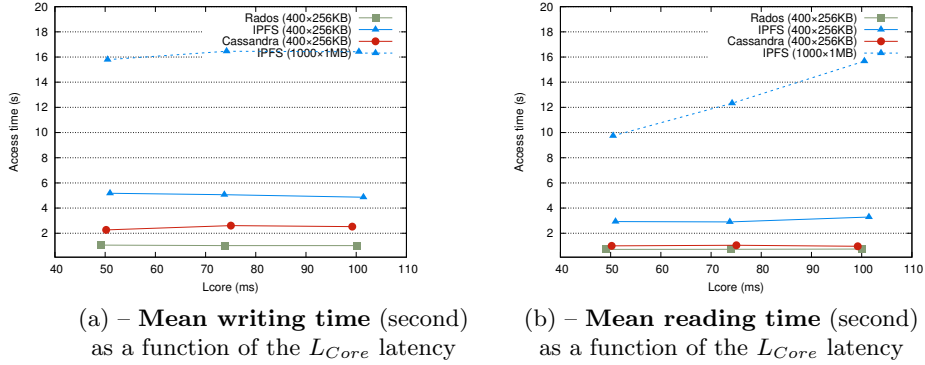 20
18
16
14
12
10
8
6
4
2
40 50 60 70 80 90 100 110
Access time (s)
Lcore (ms)
Rados (400×256KB)
IPFS (400×256KB)
Cassandra (400×256KB)
IPFS (1000×1MB)
(a) – Mean writing time (second)
as a function of the L_Core latency
20
18
16
14
12
10
8
6
4
2
40 50 60 70 80 90 100 110
Access time (s)
Lcore (ms)
Rados (400×256KB)
IPFS (400×256KB)
Cassandra (400×256KB)
IPFS (1000×1MB)
(b) – Mean reading time (second)
as a function of the L_Core latency